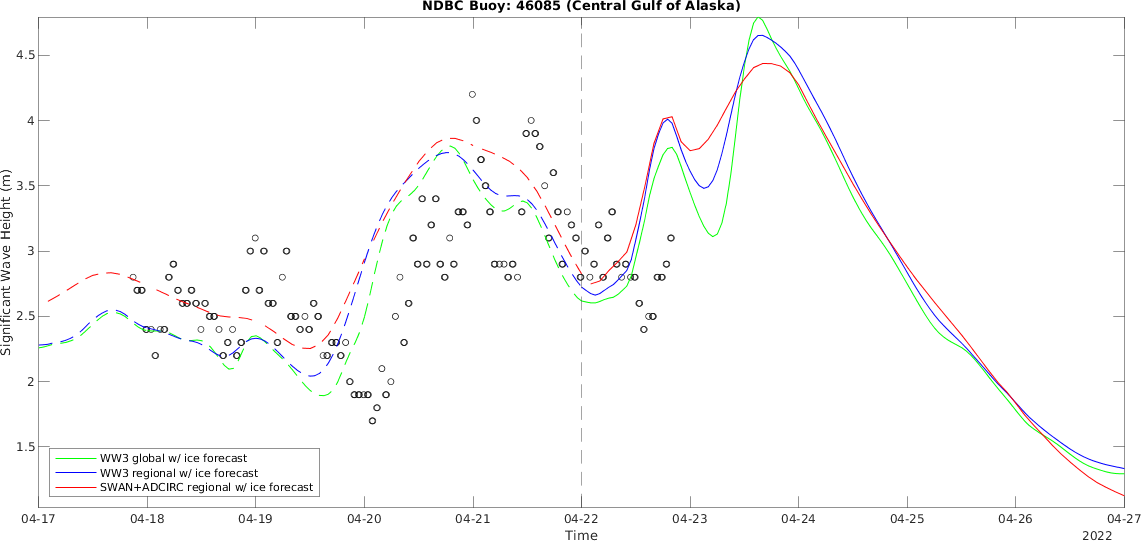 NDBC Buoy: 46085 (Central Gulf of Alaska)
Significant Wave Height (m)
4.5
4
3.5
3
2.5
2
1.5
WW3 global w/ ice forecast
WW3 regional w/ ice forecast
SWAN+ADCIRC regional w/ ice forecast
04-17 04-18 04-19 04-20 04-21 04-22 04-23 04-24 04-25 04-26 04-27
Time 2022